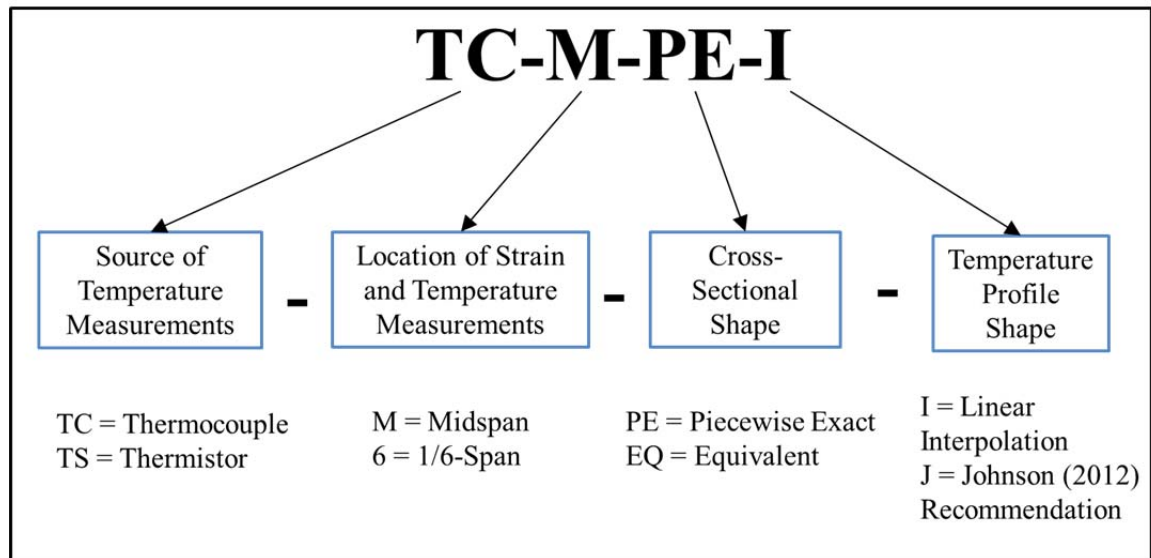 TC-M-PE-I
Source of
Temperature
Measurements
-
Location of Strain
and Temperature
Measurements
-
Cross-
Sectional
Shape
-
Temperature
Profile
Shape
TC = Thermocouple
TS = Thermistor
M = Midspan
6 = 1/6-Span
PE = Piecewise Exact
EQ = Equivalent
I = Linear
Interpolation
J = Johnson (2012)
Recommendation